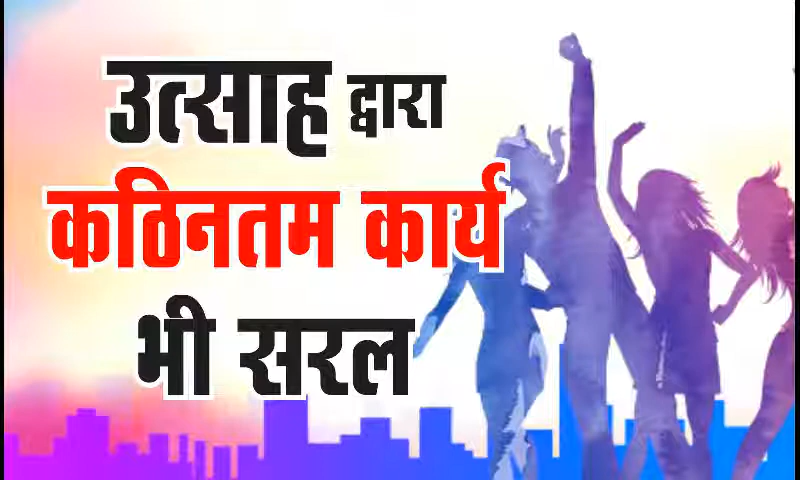 उत्साह द्वारा
कठिनतम कार्य
भी सरल